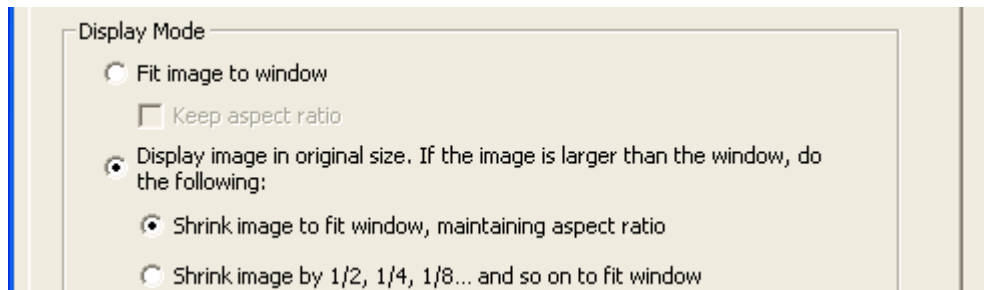 Display Mode
Fit image to window
Keep aspect ratio
Display image in original size. If the image is larger than the window, do
the following:
Shrink image to fit window, maintaining aspect ratio
Shrink image by 1/2, 1/4, 1/8... and so on to fit window